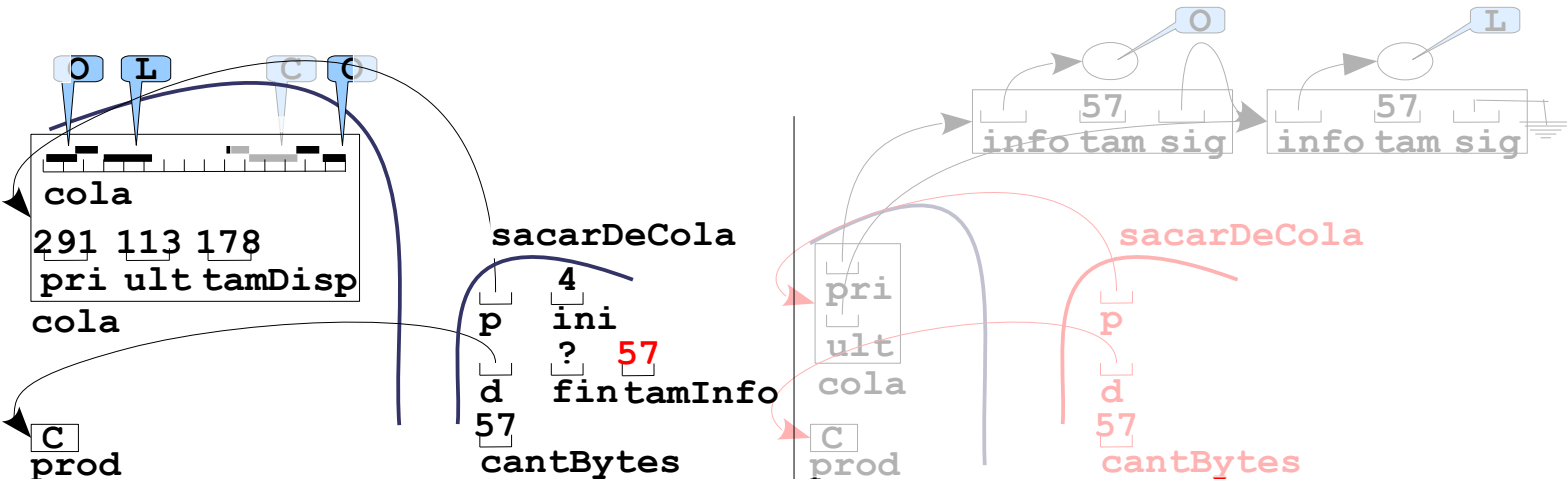 O L C O
cola
291 113 178
pri ult tamDisp
cola
sacarDeCola
4
p ini
? 57
d fin tamInfo
57
cantBytes
C
prod
O L
57 57
info tam sig info tam sig
pri
ult
cola
sacarDeCola
p
d
57
cantBytes
C
prod